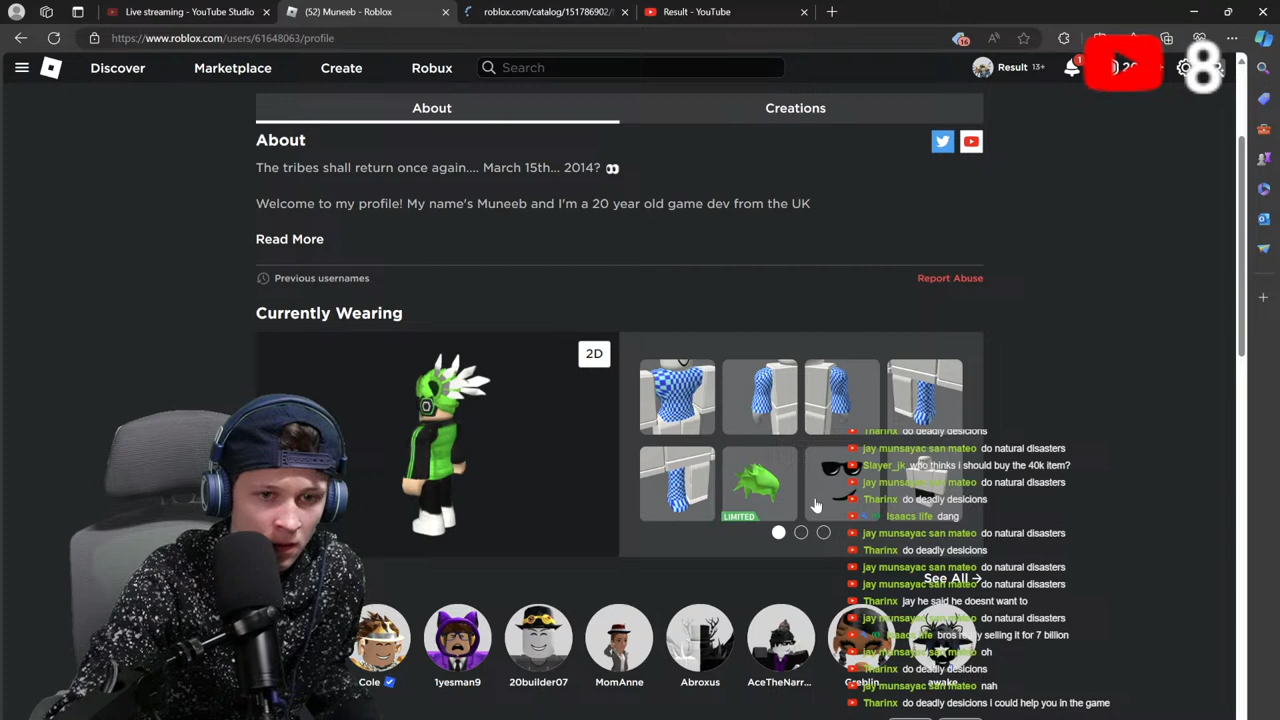 Live streaming - YouTube Studio
(52) Muneeb - Roblox
roblox.com/catalog/151786902/
Result - YouTube
https://www.roblox.com/users/61648063/profile
16
Discover
Marketplace
Create
Robux
Search
Result 13+
1
8
About
Creations
About
The tribes shall return once again.... March 15th... 2014? 👀
Welcome to my profile! My name's Muneeb and I'm a 20 year old game dev from the UK
Read More
Previous usernames
Report Abuse
Currently Wearing
2D
LIMITED
Tharinx do deadly desicions
jay munsayac san mateo do natural disasters
Slayer_jk who thinks i should buy the 40k item?
jay munsayac san mateo do natural disasters
Tharinx do deadly desicions
Isaacs life dang
jay munsayac san mateo do natural disasters
Tharinx do deadly desicions
jay munsayac san mateo do natural disasters
See All →
jay munsayac san mateo do natural disasters
Tharinx jay he said he doesnt want to
jay munsayac san mateo do natural disasters
Isaacs life bros really selling it for 7 billion
jay munsayac san mateo oh
Tharinx do deadly desicions
jay munsayac san mateo nah
Tharinx do deadly desicions i could help you in the game
Cole
1yesman9
20builder07
MomAnne
Abroxus
AceTheNarr...
Greblin
awake